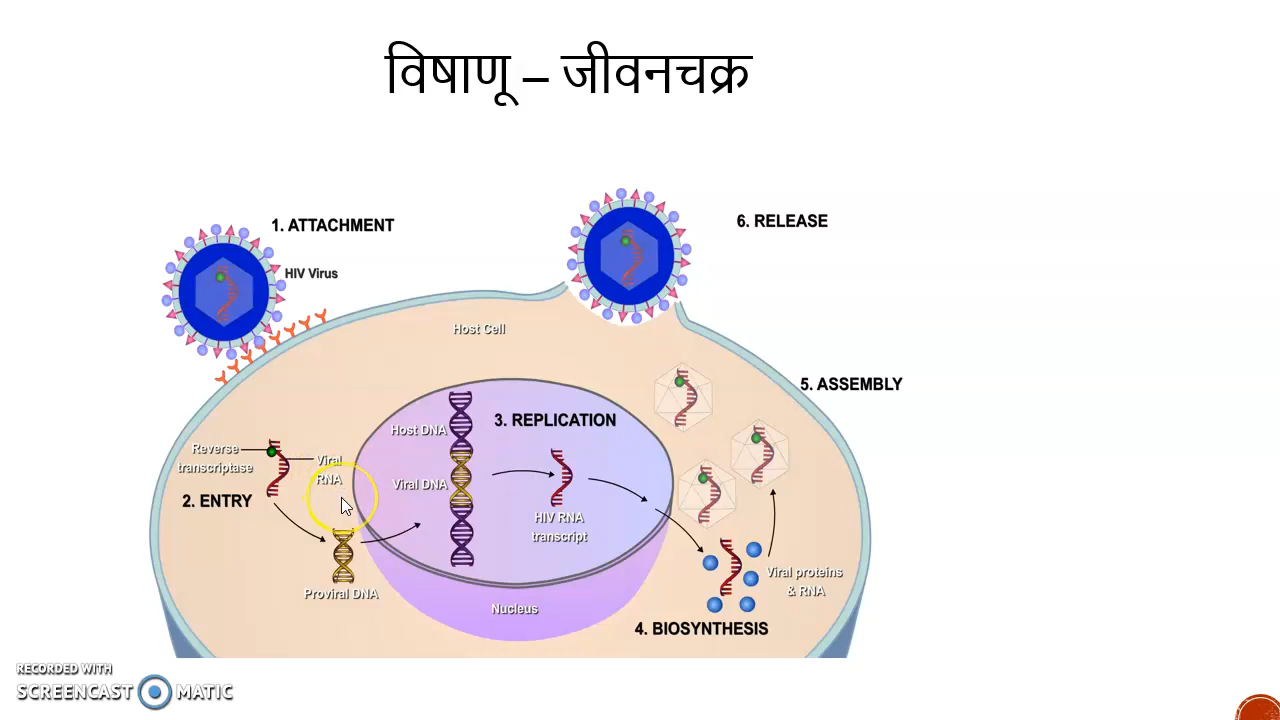 विषाणू – जीवनचक्र
1. ATTACHMENT
6. RELEASE
HIV Virus
Host Cell
5. ASSEMBLY
3. REPLICATION
Host DNA
Reverse
transcriptase
Viral
RNA
Viral DNA
2. ENTRY
HIV RNA
transcript
Viral proteins
& RNA
Proviral DNA
Nucleus
4. BIOSYNTHESIS
RECORDED WITH
SCREENCAST MATIC